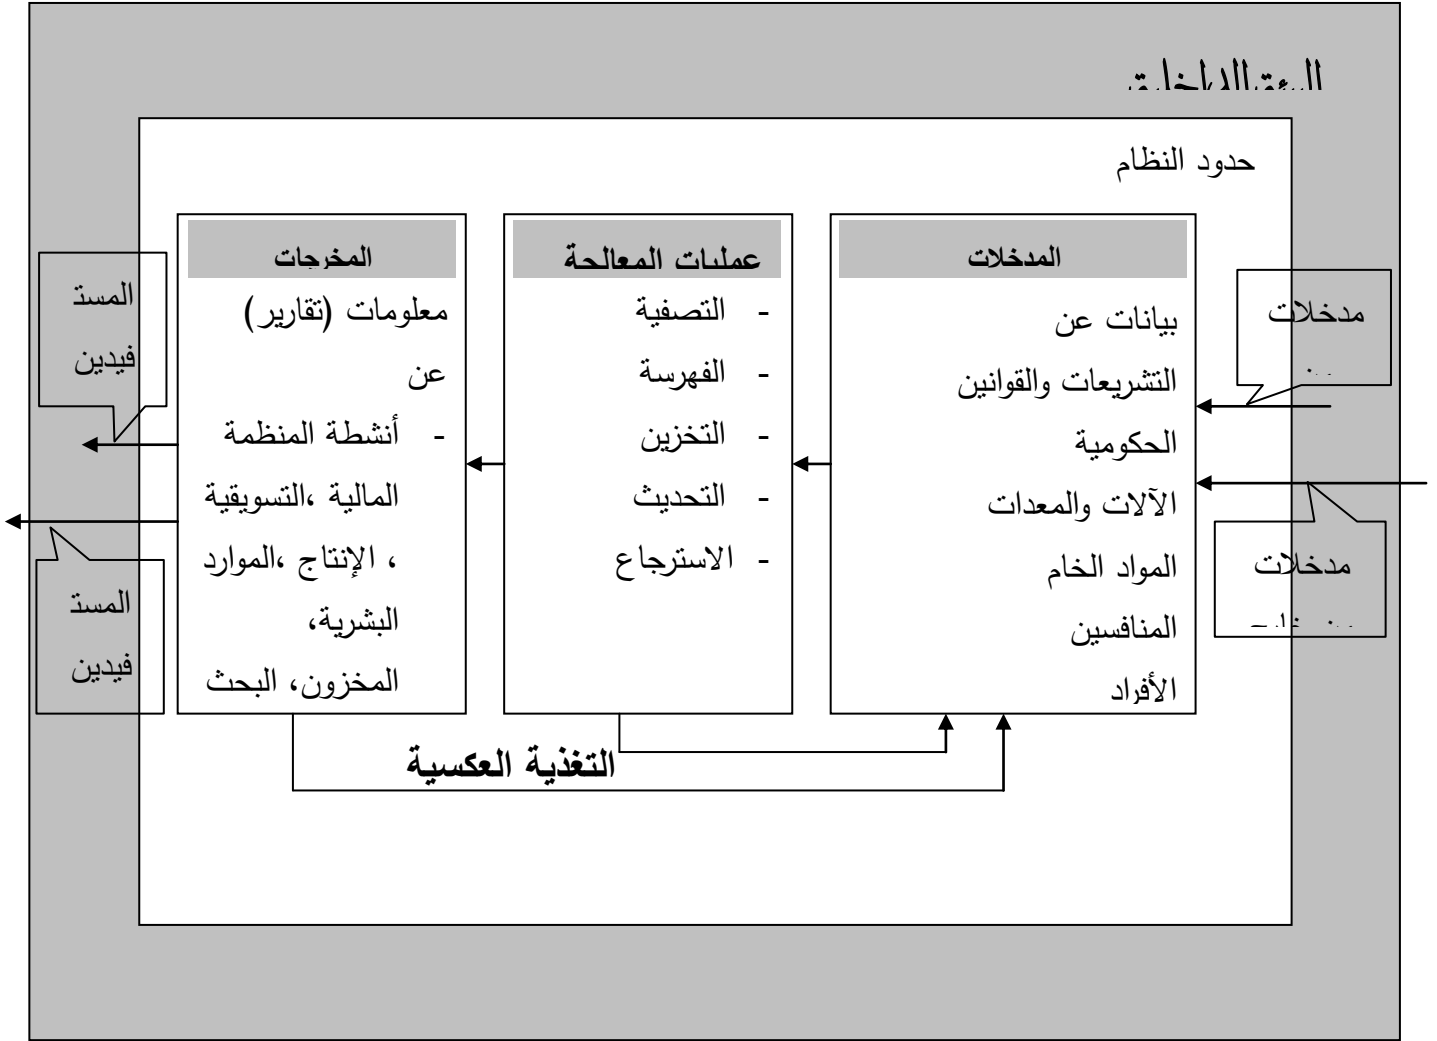 البيئة الداخلية
حدود النظام
المدخلات
بيانات عن
التشريعات والقوانين
الحكومية
الآلات والمعدات
المواد الخام
المنافسين
الأفراد
عمليات المعالجة
- التصفية
- الفهرسة
- التخزين
- التحديث
- الاسترجاع
المخرجات
معلومات (تقارير)
عن
- أنشطة المنظمة
المالية ،التسويقية
، الإنتاج ،الموارد
البشرية،
المخزون، البحث
مدخلات
مدخلات
المست
فيدين
المست
فيدين
التغذية العكسية